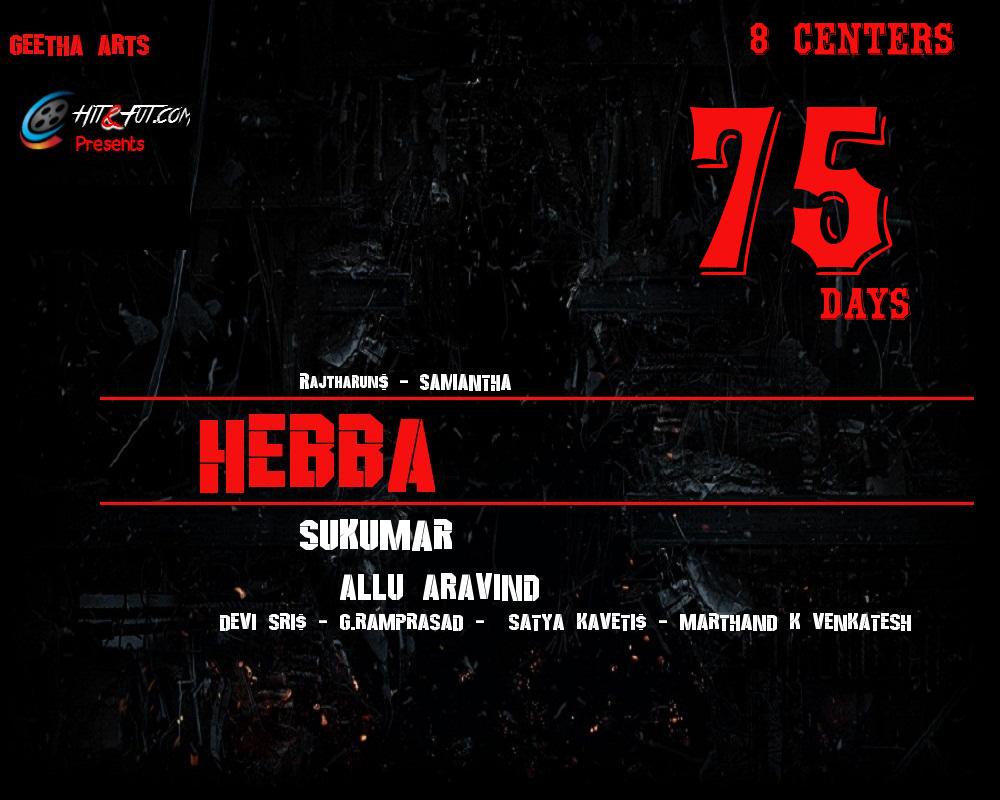 GEETHA ARTS
8 CENTERS
HIT&FUT.COM
Presents
75
DAYS
RAJTHARUN$ - SAMANTHA
HEBBA
SUKUMAR
ALLU ARAVIND
DEVI SRI$ - G.RAMPRASAD - SATYA KAVETI$ - MARTHAND K VENKATESH